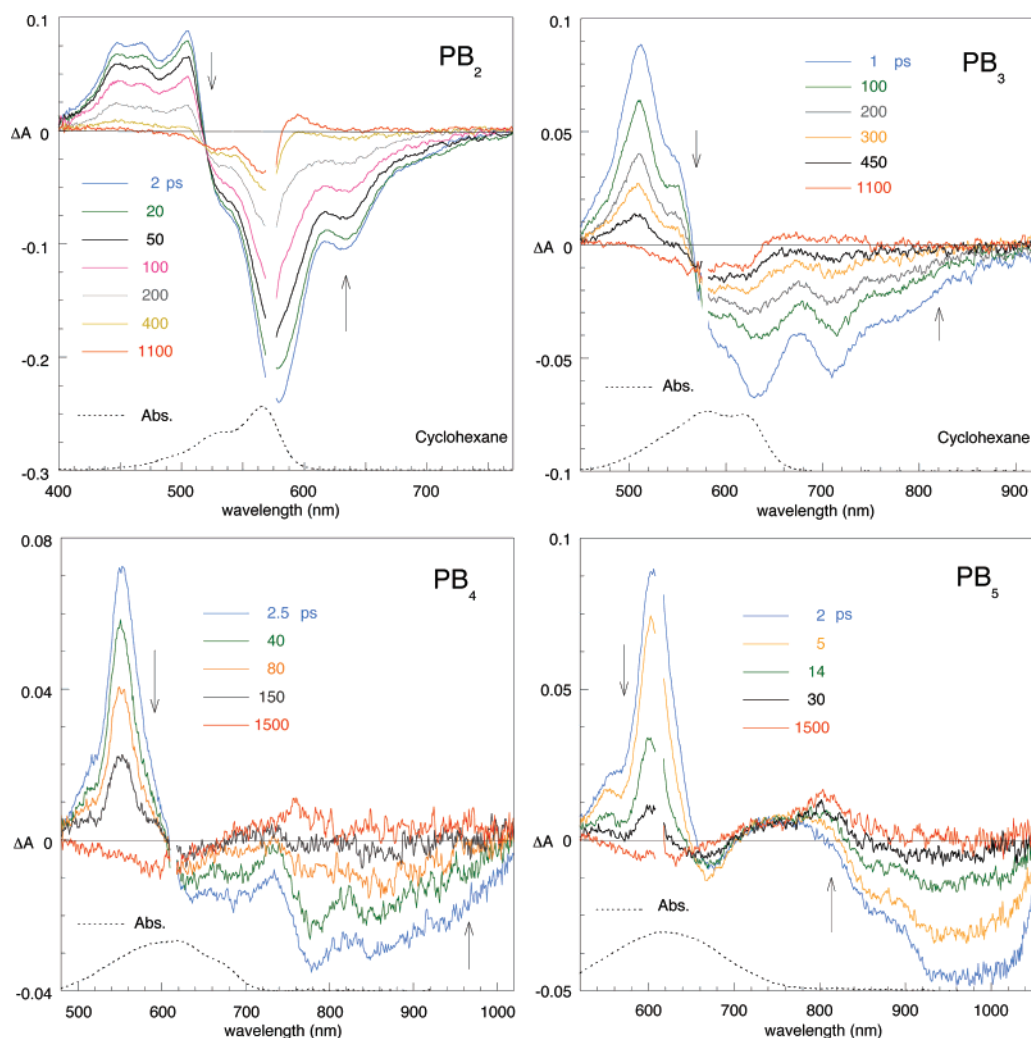 PB2
0.1
0
-0.1
-0.2
-0.3
ΔA
2 ps
20
50
100
200
400
1100
Abs.
Cyclohexane
400 500 600 700
wavelength (nm)
PB3
0.1
0.05
0
-0.05
-0.1
ΔA
1 ps
100
200
300
450
1100
Abs.
Cyclohexane
500 600 700 800 900
wavelength (nm)
PB4
0.08
0.04
0
-0.04
ΔA
2.5 ps
40
80
150
1500
Abs.
500 600 700 800 900 1000
wavelength (nm)
PB5
0.1
0.05
0
-0.05
ΔA
2 ps
5
14
30
1500
Abs.
600 700 800 900 1000
wavelength (nm)